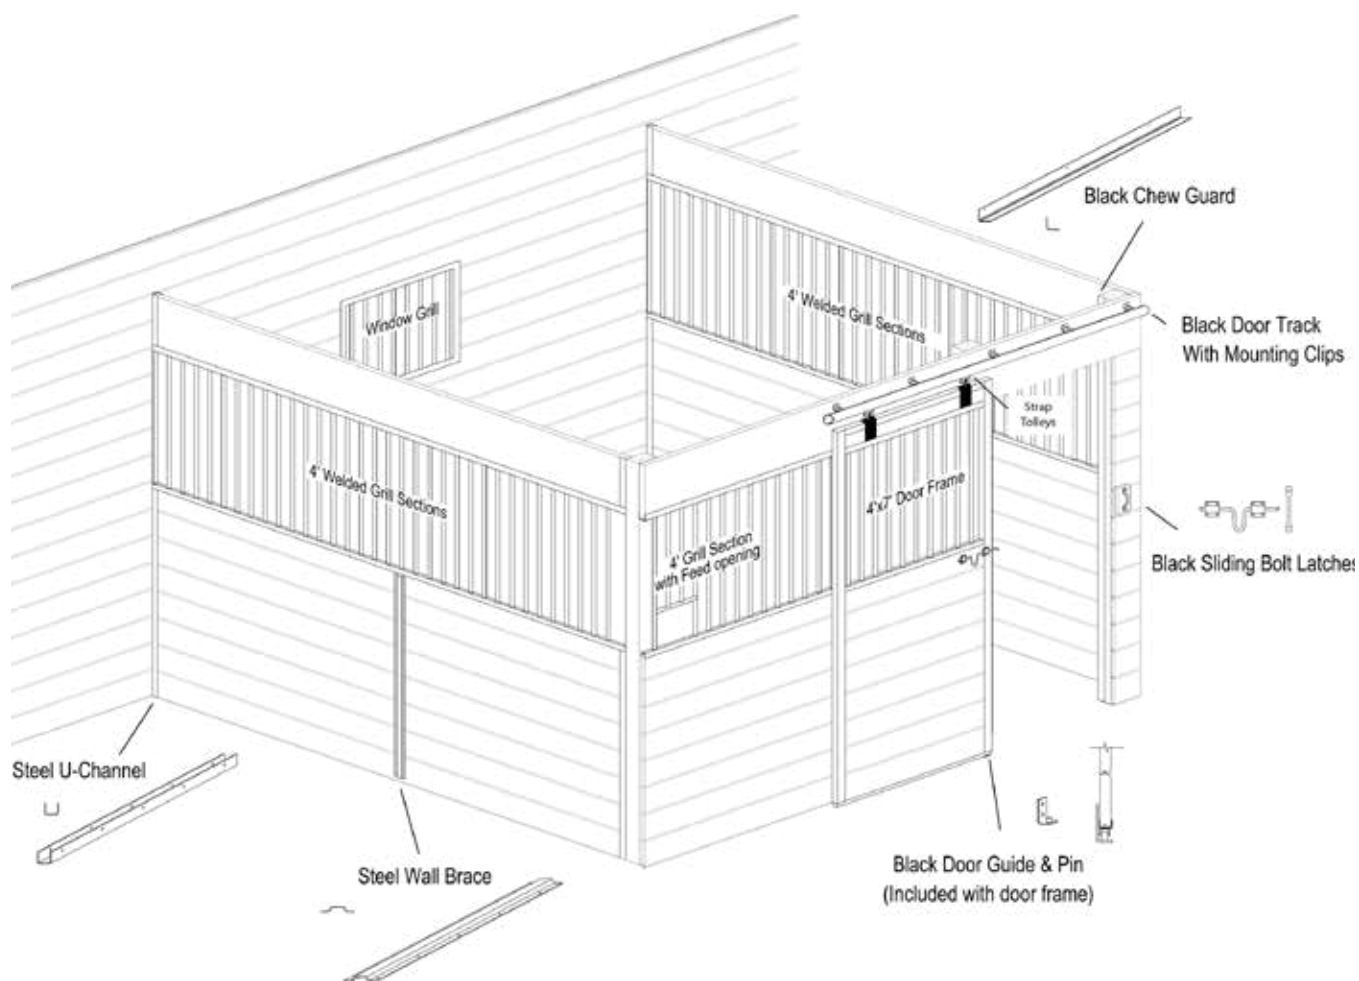 Black Chew Guard
4' Welded Grill Sections
Window Grill
Black Door Track
With Mounting Clips
Strap
Tolleys
4' Welded Grill Sections
4'x7' Door Frame
4' Grill Section
with Feed opening
Black Sliding Bolt Latches
Steel U-Channel
Steel Wall Brace
Black Door Guide & Pin
(Included with door frame)